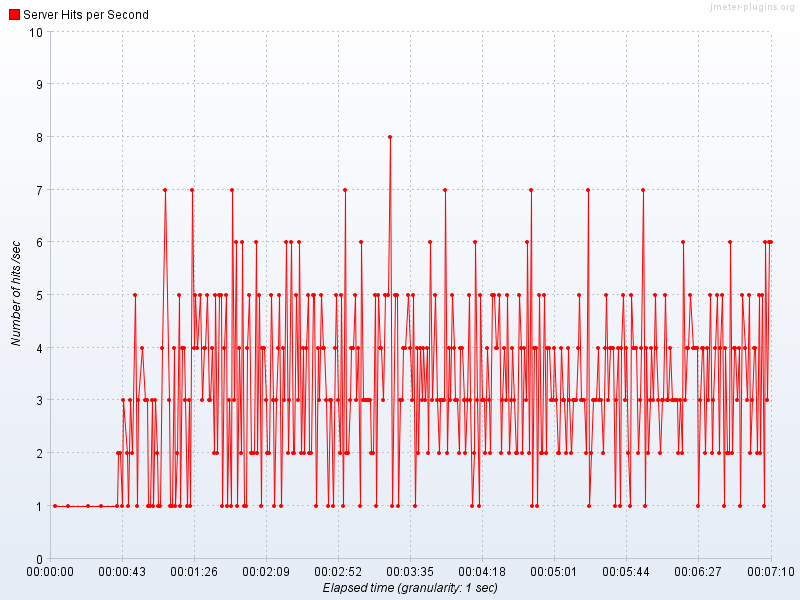 jmeter-plugins.org
Server Hits per Second
10
9
8
7
6
5
4
3
2
1
0
Number of hits /sec
00:00:00 00:00:43 00:01:26 00:02:09 00:02:52 00:03:35 00:04:18 00:05:01 00:05:44 00:06:27 00:07:10
Elapsed time (granularity: 1 sec)